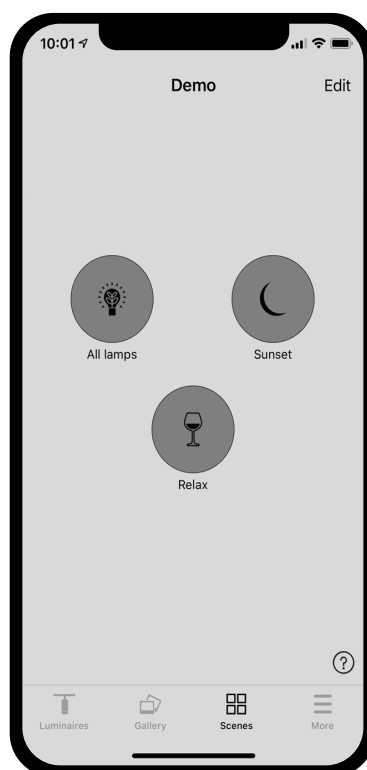 10:01
Demo
Edit
All lamps
Sunset
Relax
?
Luminaires
Gallery
Scenes
More